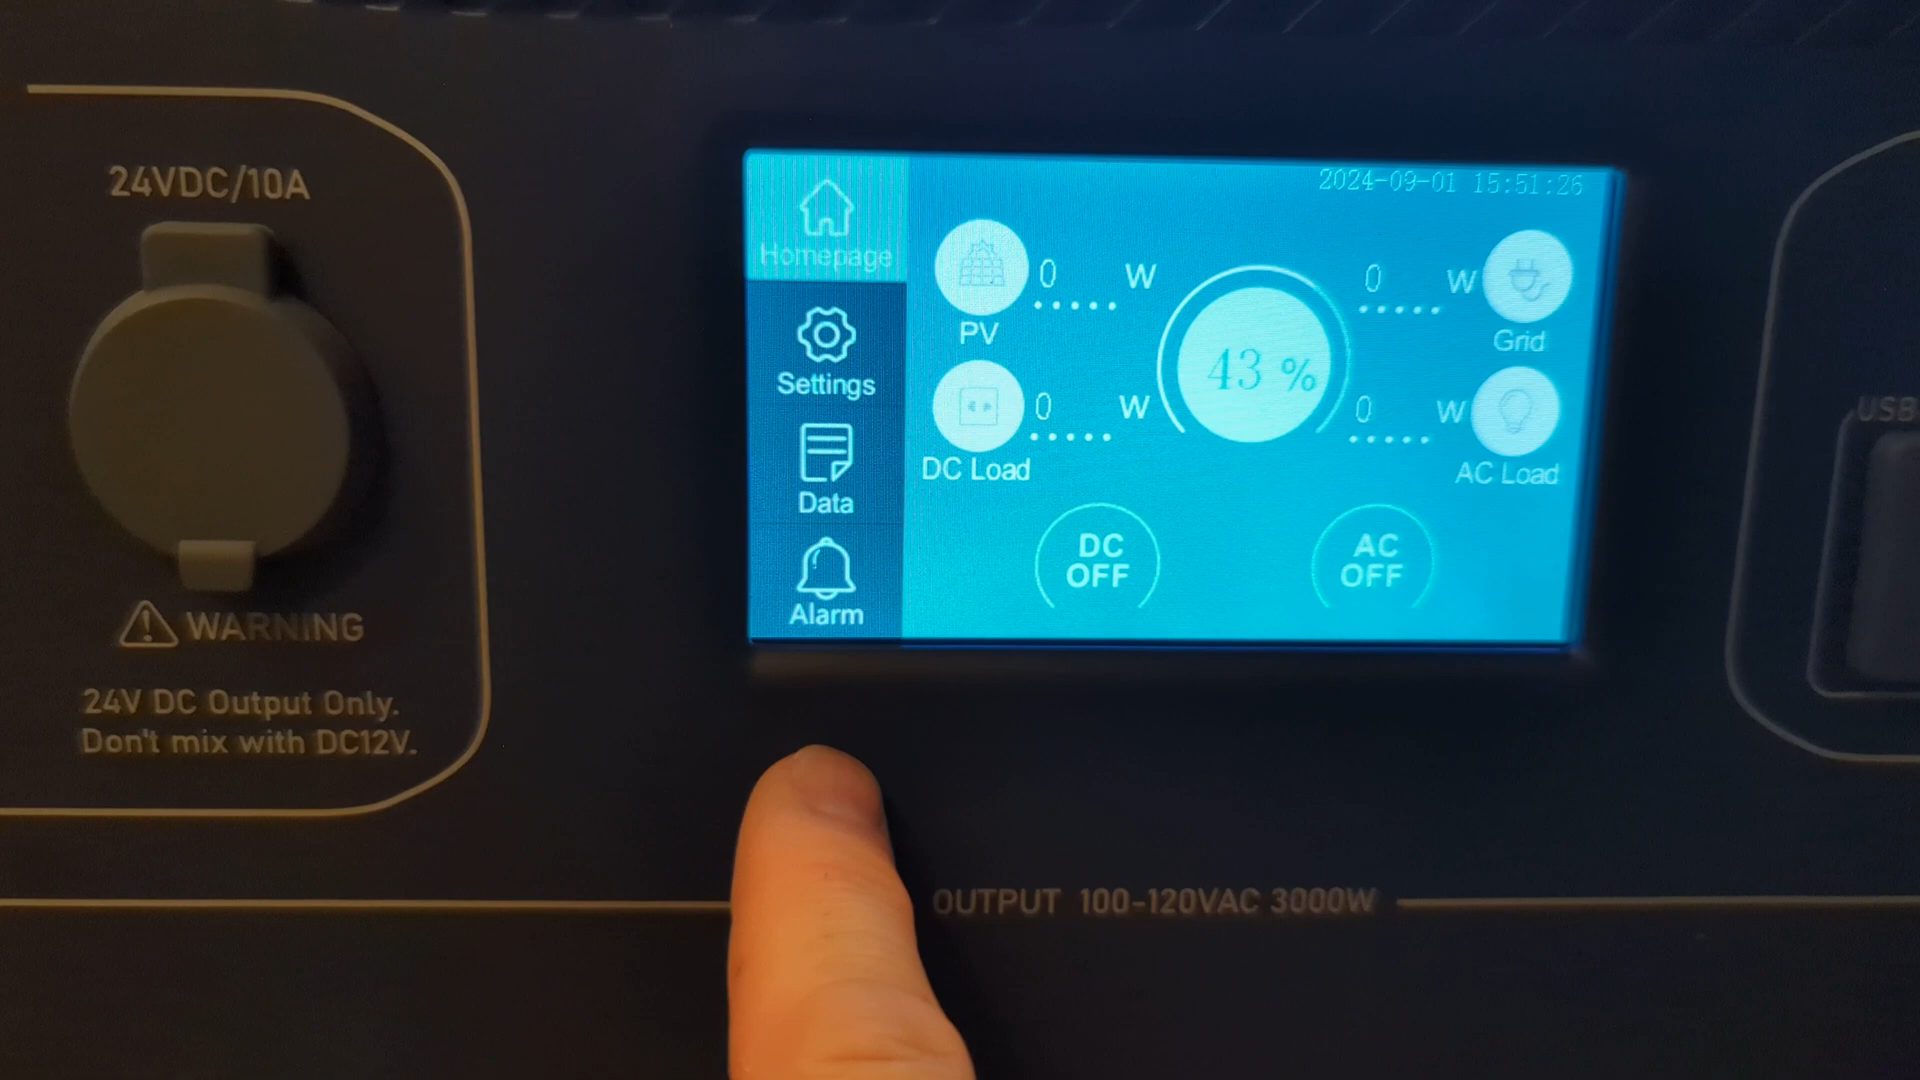 24VDC/10A
WARNING
24V DC Output Only.
Don't mix with DC12V.
Homepage
Settings
Data
Alarm
2024-09-01 15:51:26
0 W
PV
0 W
DC Load
43 %
0 W
Grid
0 W
AC Load
DC
OFF
AC
OFF
USB
OUTPUT 100-120VAC 3000W